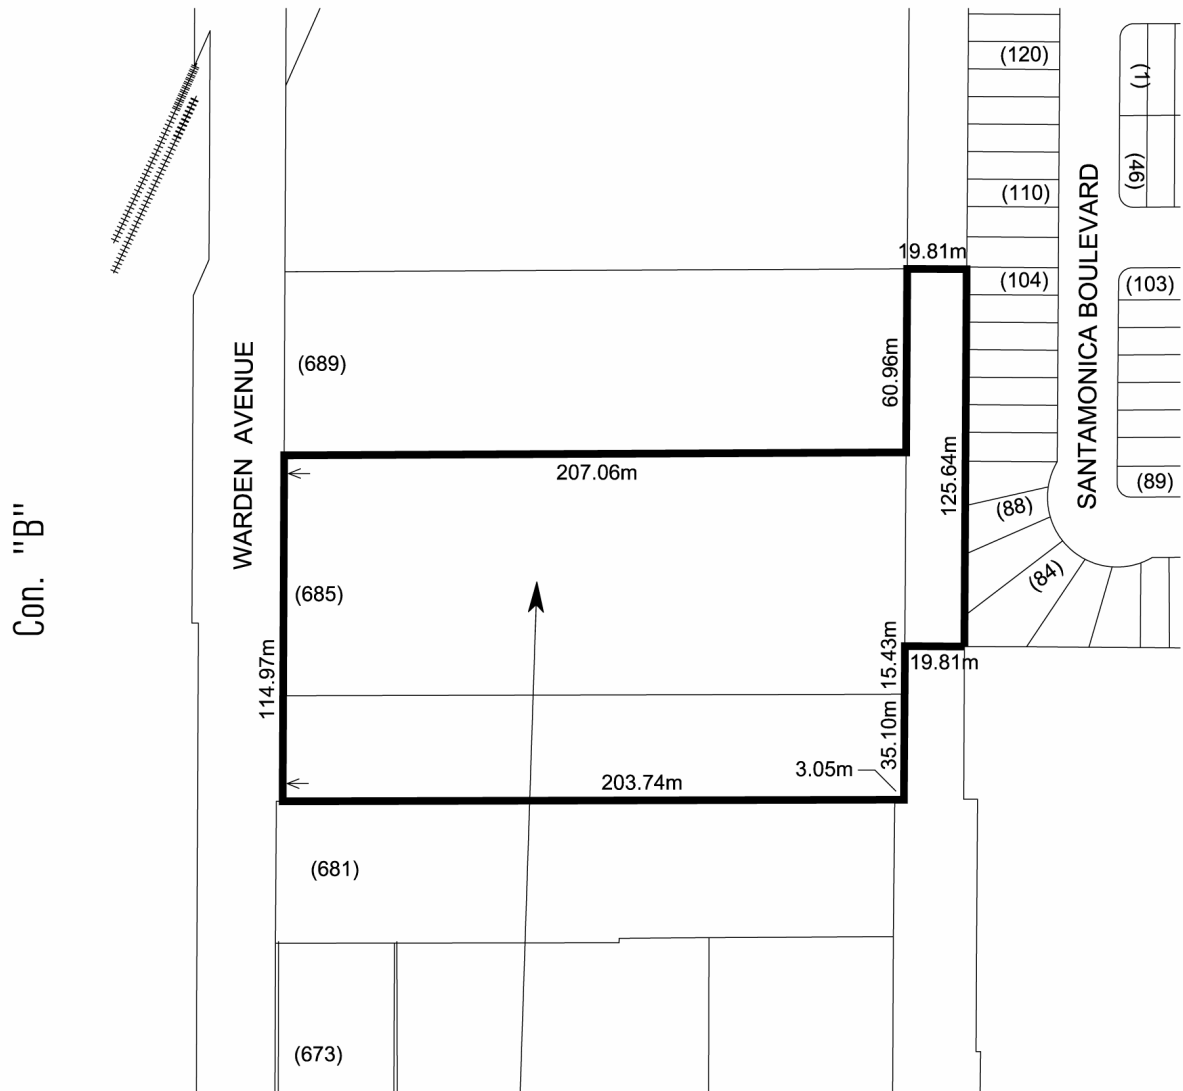 (120)
(1)
(46)
(110)
SANTAMONICA BOULEVARD
19.81m
(104)
(103)
(689)
60.96m
WARDEN AVENUE
207.06m
125.64m
(89)
(88)
Con. "B"
(84)
(685)
15.43m
19.81m
114.97m
35.10m
3.05m
203.74m
(681)
(673)